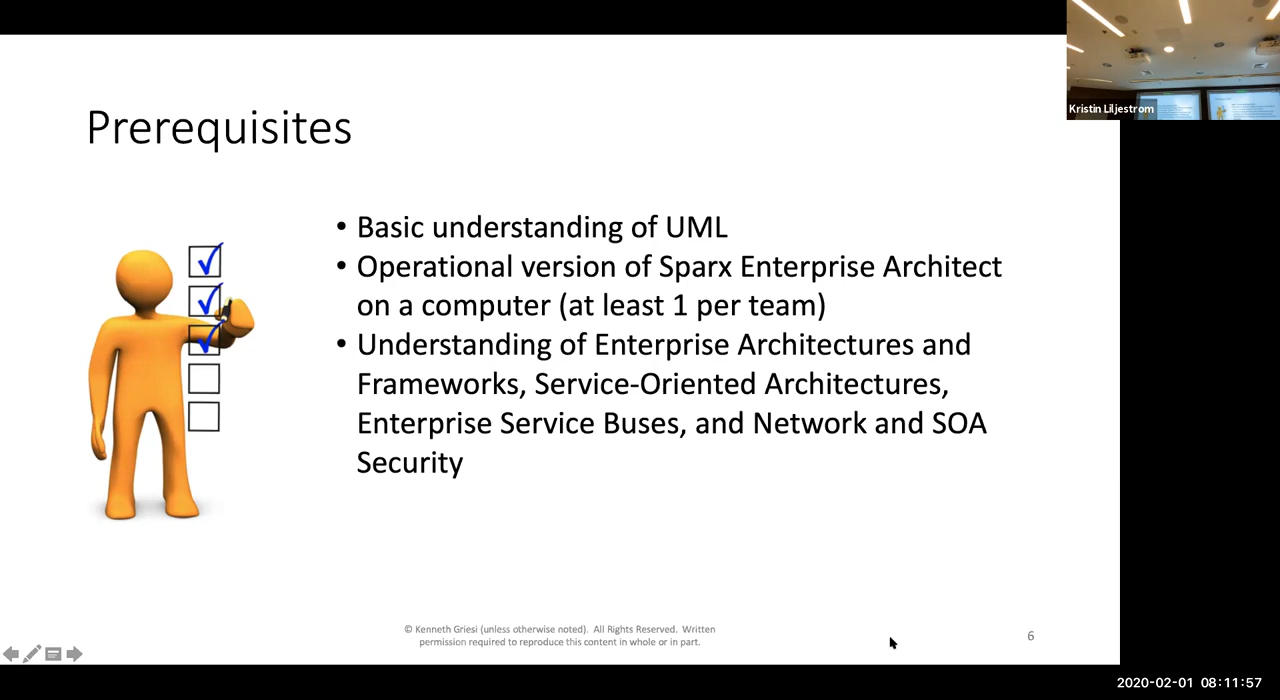 Kristin Liljestrom
Prerequisites
• Basic understanding of UML
• Operational version of Sparx Enterprise Architect
on a computer (at least 1 per team)
• Understanding of Enterprise Architectures and
Frameworks, Service-Oriented Architectures,
Enterprise Service Buses, and Network and SOA
Security
© Kenneth Griesi (unless otherwise noted). All Rights Reserved. Written
permission required to reproduce this content in whole or in part.
6
2020-02-01 08:11:57